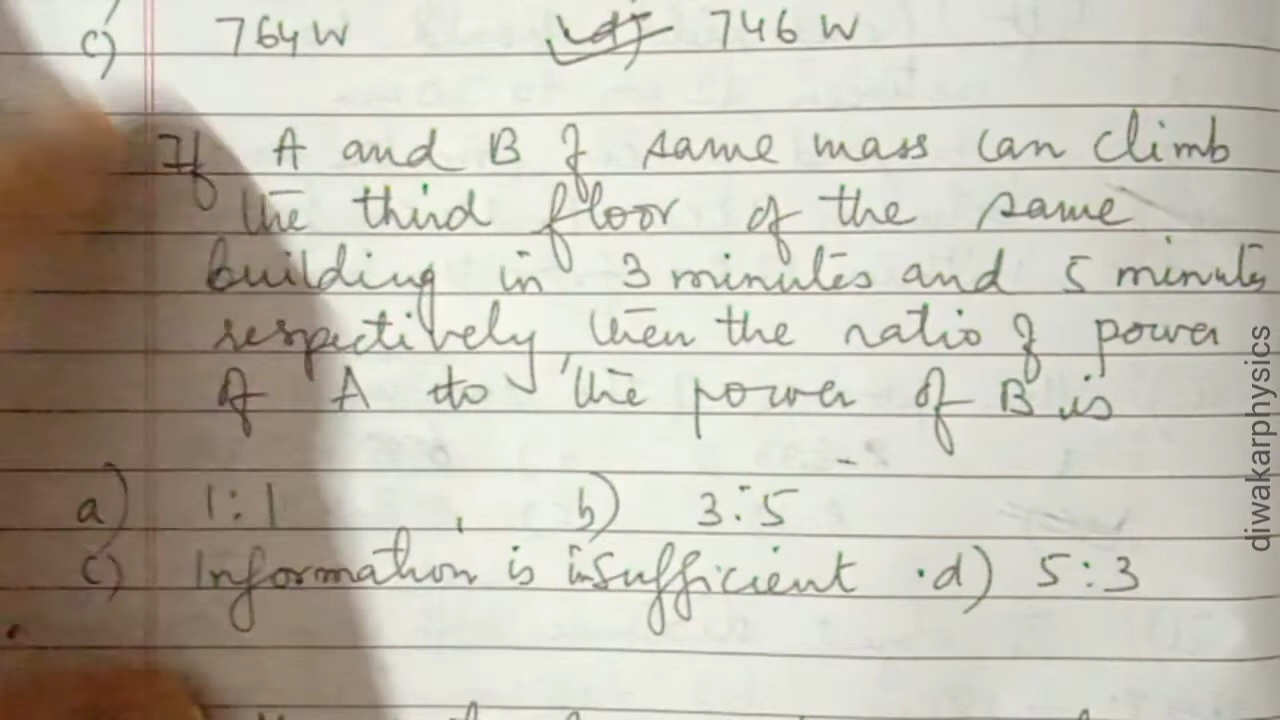 c) 764 W d) 746 W
If A and B of same mass can climb
the third floor of the same
building in 3 minutes and 5 minutes
respectively, then the ratio of power
of A to the power of B is
a) 1:1 b) 3:5
c) Information is insufficient d) 5:3
diwakarphysics